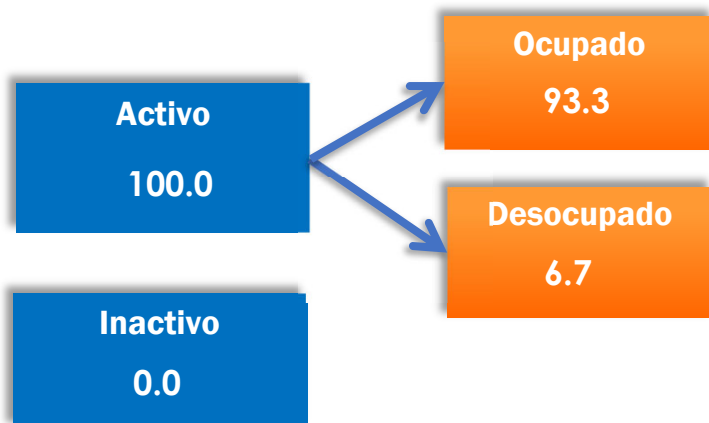 Activo
100.0
Ocupado
93.3
Desocupado
6.7
Inactivo
0.0